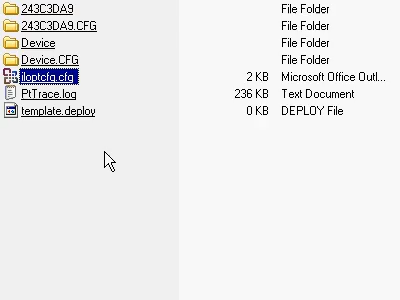 243C3DA9 File Folder
243C3DA9.CFG File Folder
Device File Folder
Device.CFG File Folder
iloptcfg.cfg 2 KB Microsoft Office Outl...
PtTrace.log 236 KB Text Document
template.deploy 0 KB DEPLOY File